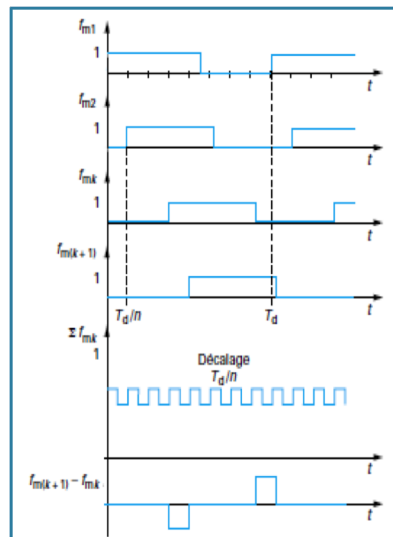 fm1
1
t
fm2
1
t
fmk
1
t
fm(k+1)
1
Td/n
Td
t
Σ fmk
1
Décalage
Td/n
t
fm(k+1) – fmk
t